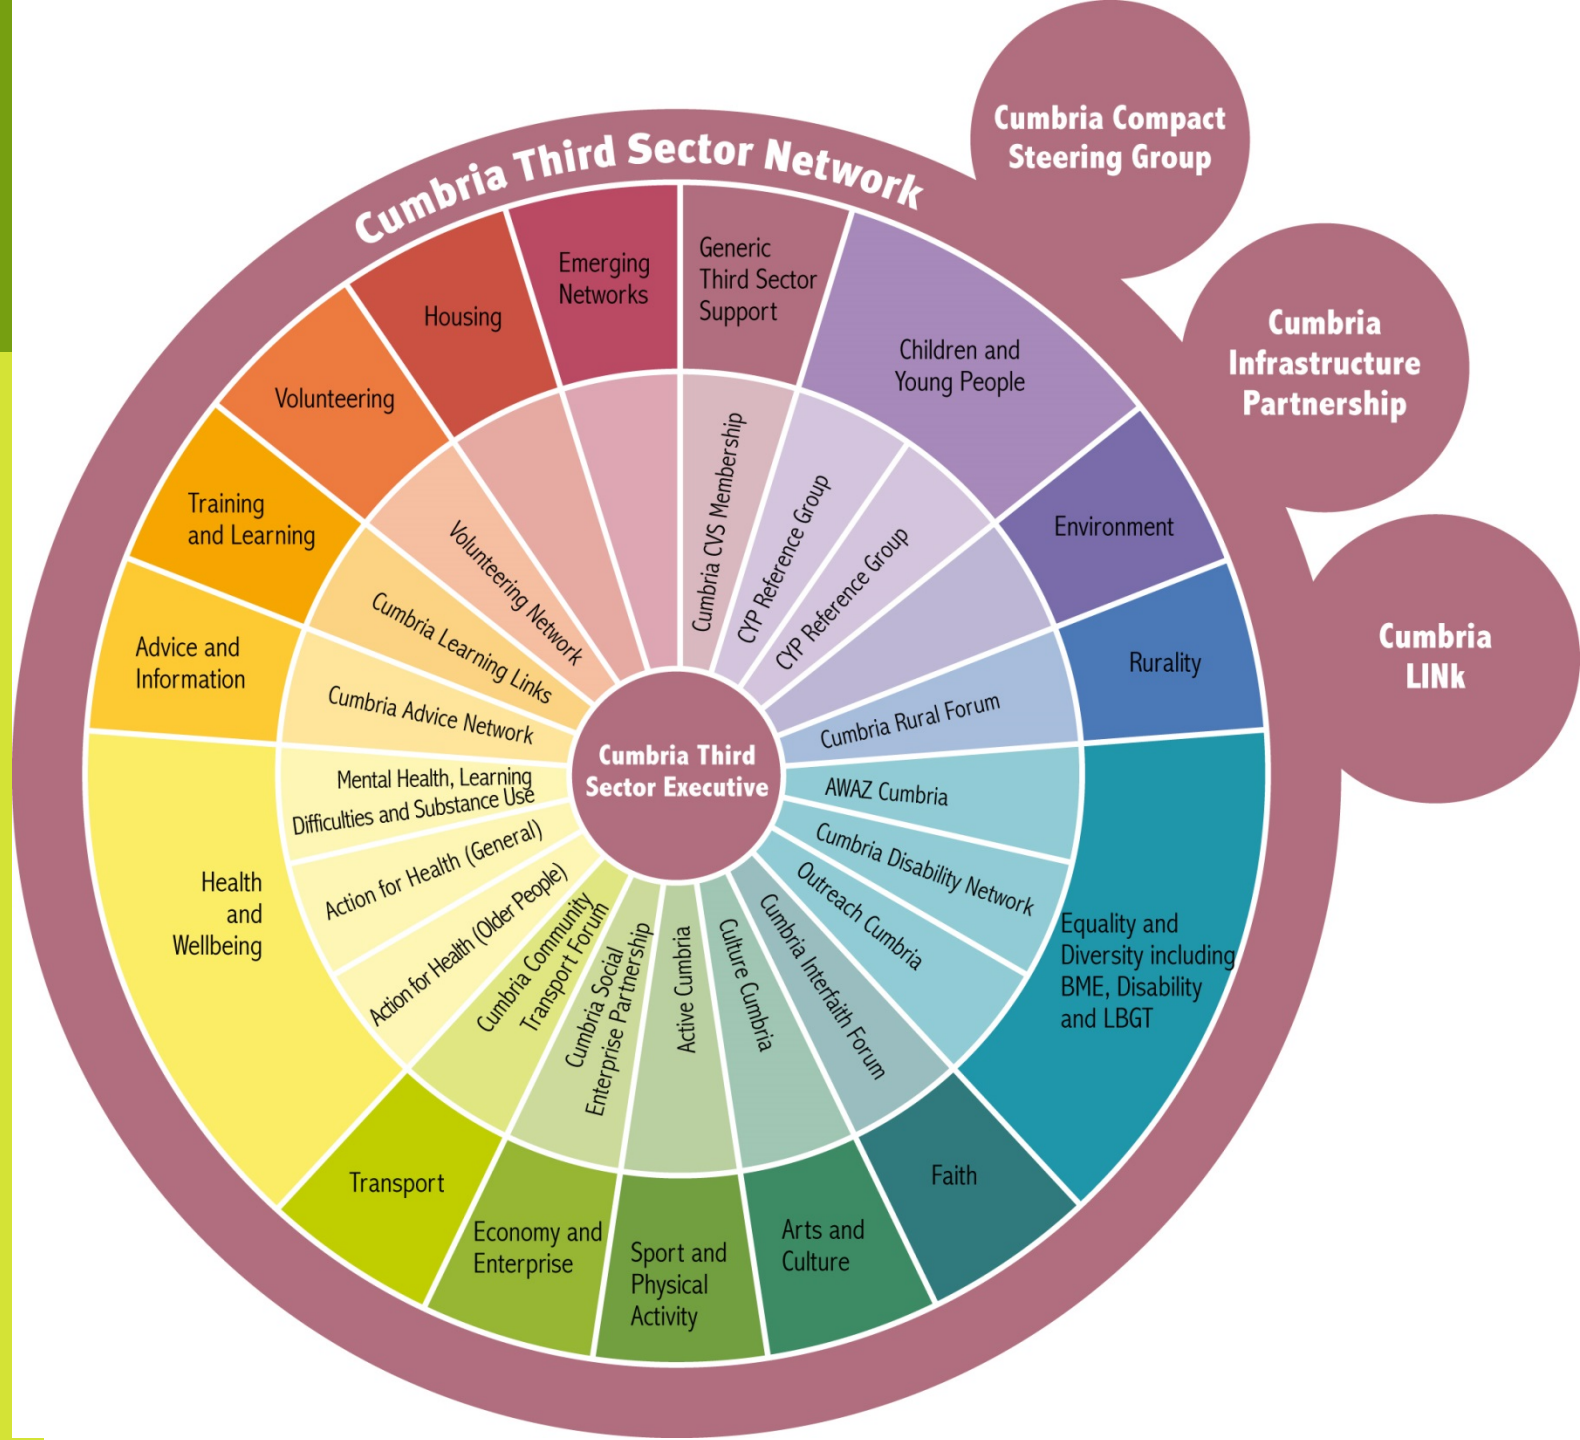 Cumbria Third Sector Network
Cumbria Compact
Steering Group
Cumbria
Infrastructure
Partnership
Cumbria
LINk
Generic
Third Sector
Support
Children and
Young People
Environment
Rurality
Equality and
Diversity including
BME, Disability
and LBGT
Faith
Arts and
Culture
Sport and
Physical
Activity
Economy and
Enterprise
Transport
Health
and
Wellbeing
Advice and
Information
Training
and Learning
Volunteering
Housing
Emerging
Networks
Cumbria CVS Membership
CYP Reference Group
CYP Reference Group
Cumbria Rural Forum
AWAZ Cumbria
Cumbria Disability Network
Outreach Cumbria
Cumbria Interfaith Forum
Culture Cumbria
Active Cumbria
Cumbria Social
Enterprise Partnership
Cumbria Community
Transport Forum
Action for Health (Older People)
Action for Health (General)
Mental Health, Learning
Difficulties and Substance Use
Cumbria Advice Network
Cumbria Learning Links
Volunteering Network
Cumbria Third
Sector Executive